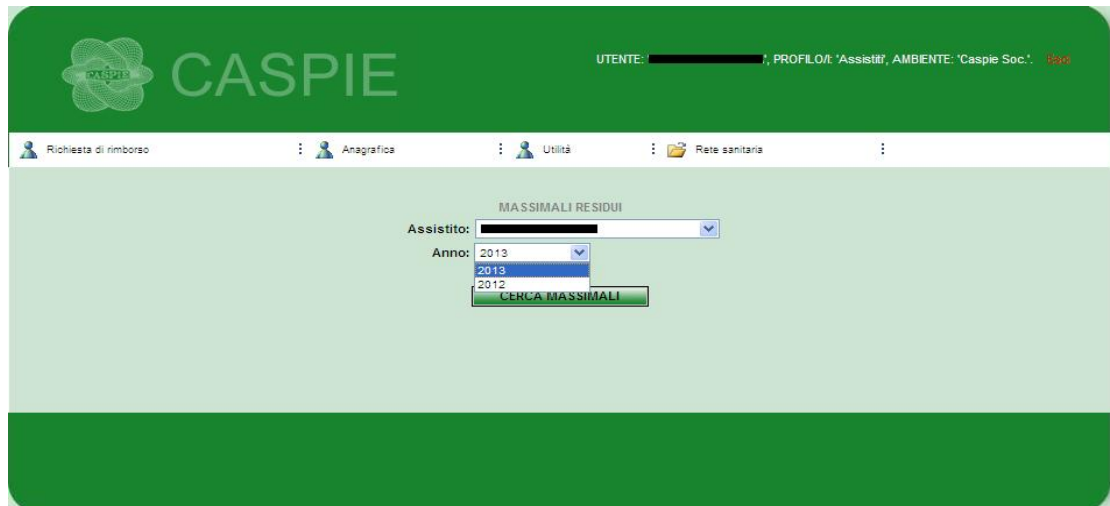 CASPIE
CASPIE
UTENTE: '', PROFILO/I: 'Assistiti', AMBIENTE: 'Caspie Soc.'. Esci
Richiesta di rimborso
Anagrafica
Utilità
Rete sanitaria
MASSIMALI RESIDUI
Assistito:
Anno: 2013
2013
2012
CERCA MASSIMALI